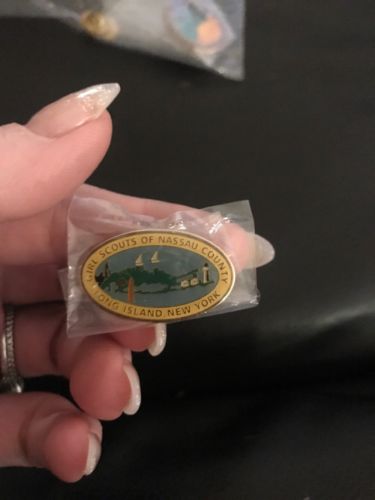 GIRL SCOUTS OF NASSAU COUNTY
LONG ISLAND, NEW YORK